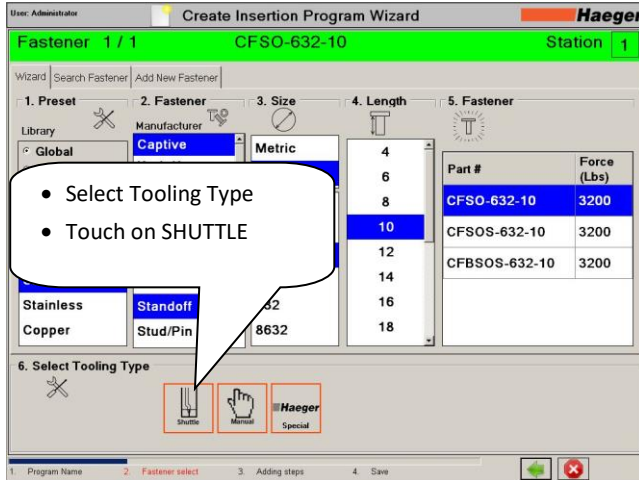 User: Administrator
Create Insertion Program Wizard
Haeger
Fastener 1 / 1
CFSO-632-10
Station 1
Wizard
Search Fastener
Add New Fastener
1. Preset
2. Fastener
3. Size
4. Length
5. Fastener
Library
Manufacturer
Global
Captive
Metric
4
6
8
10
12
14
16
18
Part #
Force (Lbs)
CFSO-632-10 3200
CFSOS-632-10 3200
CFBSOS-632-10 3200
• Select Tooling Type
• Touch on SHUTTLE
Stainless
Standoff
Copper
Stud/Pin
8632
6. Select Tooling Type
Shuttle
Manual
Haeger
Special
1. Program Name
2. Fastener select
3. Adding steps
4. Save